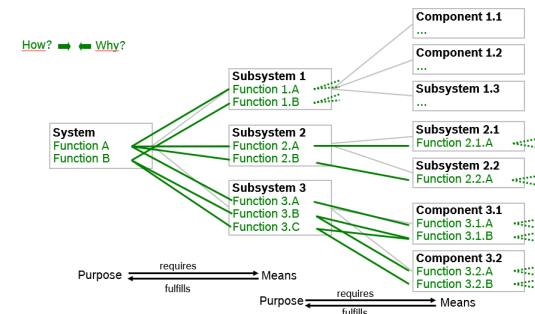 How? Why?
System
Function A
Function B
Subsystem 1
Function 1.A
Function 1.B
Subsystem 2
Function 2.A
Function 2.B
Subsystem 3
Function 3.A
Function 3.B
Function 3.C
Component 1.1
...
Component 1.2
...
Subsystem 1.3
...
Subsystem 2.1
Function 2.1.A
Subsystem 2.2
Function 2.2.A
Component 3.1
Function 3.1.A
Function 3.1.B
Component 3.2
Function 3.2.A
Function 3.2.B
Purpose requires Means
fulfills
Purpose requires Means
fulfills